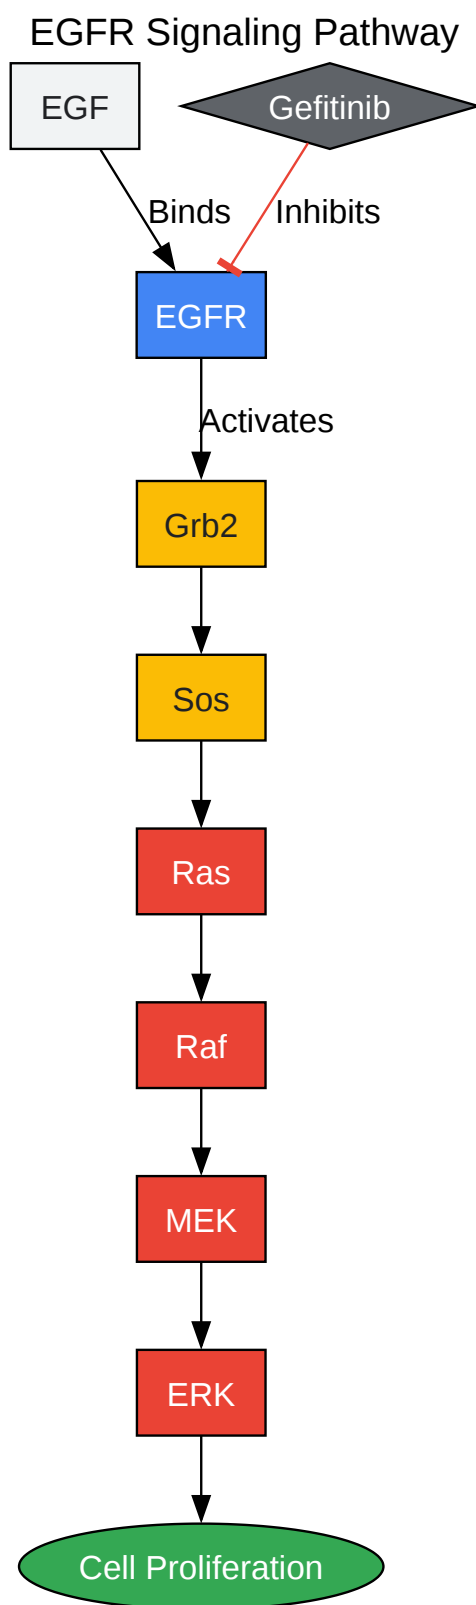 EGFR Signaling Pathway
EGF
Gefitinib
Binds
Inhibits
EGFR
Activates
Grb2
Sos
Ras
Raf
MEK
ERK
Cell Proliferation